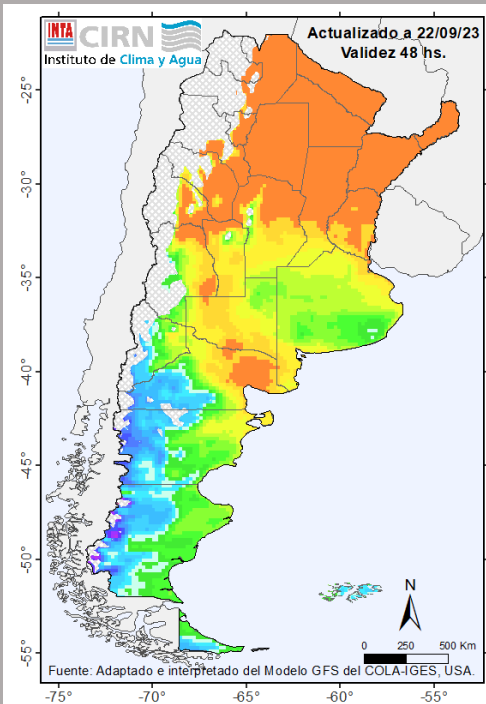 INTA CIRN
Instituto de Clima y Agua
Actualizado a 22/09/23
Validez 48 hs.
-25°
-30°
-35°
-40°
-45°
-50°
-55°
N
0 250 500 Km
Fuente: Adaptado e interpretado del Modelo GFS del COLA-IGES, USA.
-75° -70° -65° -60° -55°